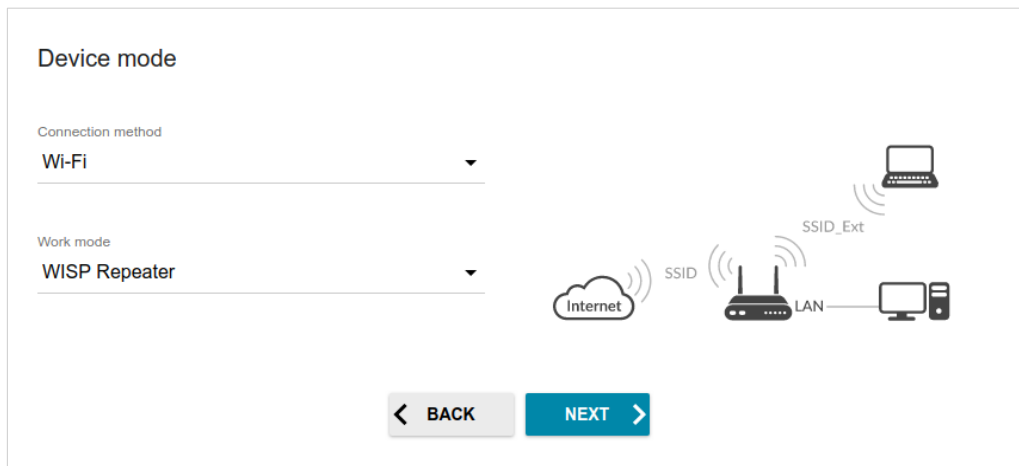 Device mode
Connection method
Wi-Fi
Work mode
WISP Repeater
SSID_Ext
SSID
Internet
LAN
BACK
NEXT